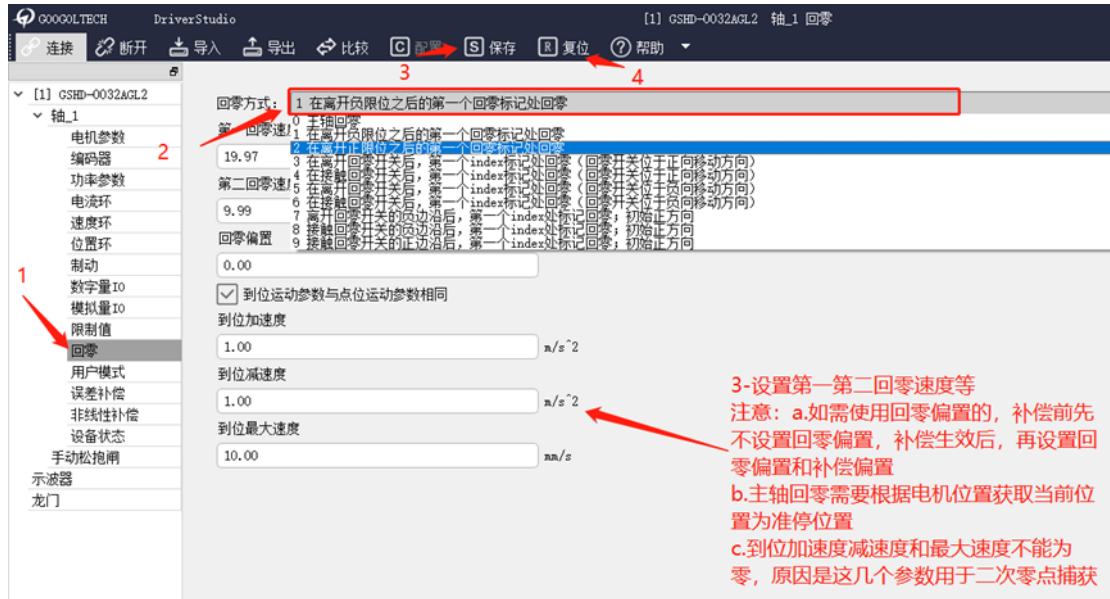 GOOGOLTECH DriverStudio [1] GSHD-0032AGL2 轴_1 回零
连接 断开 导入 导出 比较 C 配置 S 保存 R 复位 帮助
3
4
[1] GSHD-0032AGL2
轴_1
电机参数
编码器
功率参数
电流环
速度环
位置环
制动
数字量IO
模拟量IO
限制值
回零
用户模式
误差补偿
非线性补偿
设备状态
手动松抱闸
示波器
龙门
1
2
回零方式: 1 在离开负限位之后的第一个回零标记处回零
0 主轴回零
1 在离开负限位之后的第一个回零标记处回零
2 在离开正限位之后的第一个回零标记处回零
3 在离开回零开关后,第一个index标记处回零(回零开关位于正向移动方向)
4 在接触回零开关后,第一个index标记处回零(回零开关位于正向移动方向)
5 在离开回零开关后,第一个index标记处回零(回零开关位于负向移动方向)
6 在接触回零开关后,第一个index标记处回零(回零开关位于负向移动方向)
7 离开回零开关的负边沿后,第一个index处标记回零;初始正方向
8 接触回零开关的负边沿后,第一个index处标记回零;初始正方向
9 接触回零开关的正边沿后,第一个index处标记回零;初始正方向
第一回零速
19.97
第二回零速
9.99
回零偏置
0.00
到位运动参数与点位运动参数相同
到位加速度
1.00 m/s^2
到位减速度
1.00 m/s^2
到位最大速度
10.00 mm/s
3-设置第一第二回零速度等
注意:a.如需使用回零偏置的,补偿前先
不设置回零偏置,补偿生效后,再设置回
零偏置和补偿偏置
b.主轴回零需要根据电机位置获取当前位
置为准停位置
c.到位加速度减速度和最大速度不能为
零,原因是这几个参数用于二次零点捕获